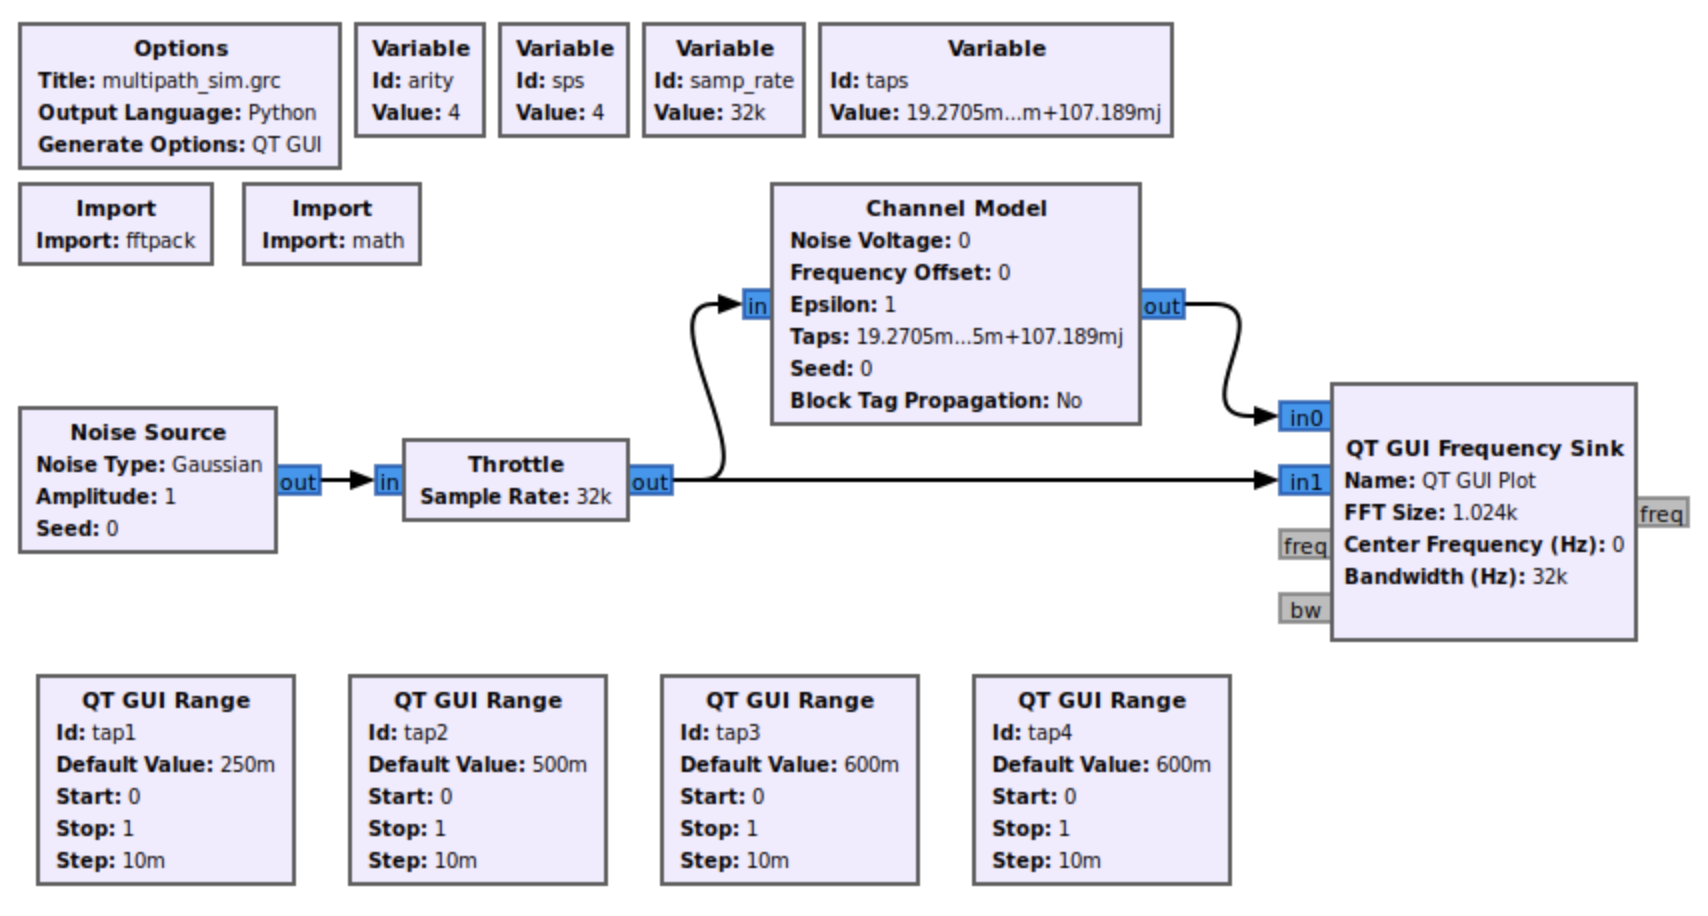 Options
Title: multipath_sim.grc
Output Language: Python
Generate Options: QT GUI
Variable
Id: arity
Value: 4
Variable
Id: sps
Value: 4
Variable
Id: samp_rate
Value: 32k
Variable
Id: taps
Value: 19.2705m...m+107.189mj
Import
Import: fftpack
Import
Import: math
Channel Model
Noise Voltage: 0
Frequency Offset: 0
Epsilon: 1
Taps: 19.2705m...5m+107.189mj
Seed: 0
Block Tag Propagation: No
in
out
Noise Source
Noise Type: Gaussian
Amplitude: 1
Seed: 0
out
in
Throttle
Sample Rate: 32k
out
in0
in1
freq
bw
QT GUI Frequency Sink
Name: QT GUI Plot
FFT Size: 1.024k
Center Frequency (Hz): 0
Bandwidth (Hz): 32k
freq
QT GUI Range
Id: tap1
Default Value: 250m
Start: 0
Stop: 1
Step: 10m
QT GUI Range
Id: tap2
Default Value: 500m
Start: 0
Stop: 1
Step: 10m
QT GUI Range
Id: tap3
Default Value: 600m
Start: 0
Stop: 1
Step: 10m
QT GUI Range
Id: tap4
Default Value: 600m
Start: 0
Stop: 1
Step: 10m